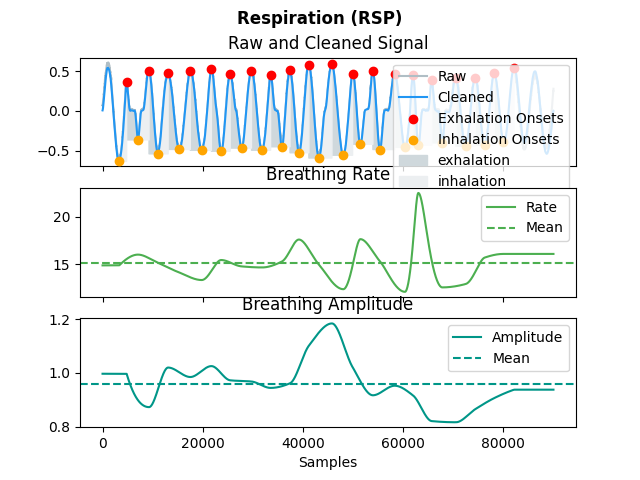 Respiration (RSP)
Raw and Cleaned Signal
0.5
0.0
−0.5
Raw
Cleaned
Exhalation Onsets
Inhalation Onsets
exhalation
inhalation
Breathing Rate
20
15
Rate
Mean
Breathing Amplitude
1.2
1.0
0.8
Amplitude
Mean
0 20000 40000 60000 80000
Samples